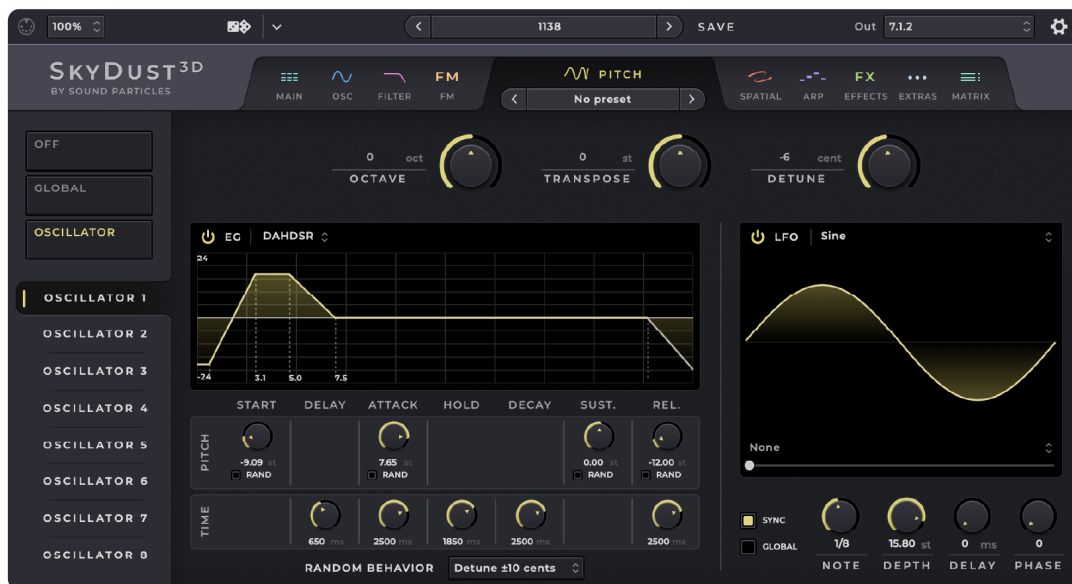 100%
1138
SAVE
Out 7.1.2
SKYDUST 3D
BY SOUND PARTICLES
MAIN
OSC
FILTER
FM
FM
PITCH
No preset
SPATIAL
ARP
FX
EFFECTS
EXTRAS
MATRIX
OFF
GLOBAL
OSCILLATOR
OSCILLATOR 1
OSCILLATOR 2
OSCILLATOR 3
OSCILLATOR 4
OSCILLATOR 5
OSCILLATOR 6
OSCILLATOR 7
OSCILLATOR 8
0 oct
OCTAVE
0 st
TRANSPOSE
-6 cent
DETUNE
EG DAHDSR
24
-24 3.1 5.0 7.5
START DELAY ATTACK HOLD DECAY SUST. REL.
PITCH
-9.09 st 7.65 st 0.00 st -12.00 st
RAND RAND RAND RAND
TIME
650 ms 2500 ms 1850 ms 2500 ms 2500 ms
RANDOM BEHAVIOR Detune ±10 cents
LFO Sine
None
SYNC
GLOBAL
1/8 15.80 st 0 ms 0
NOTE DEPTH DELAY PHASE